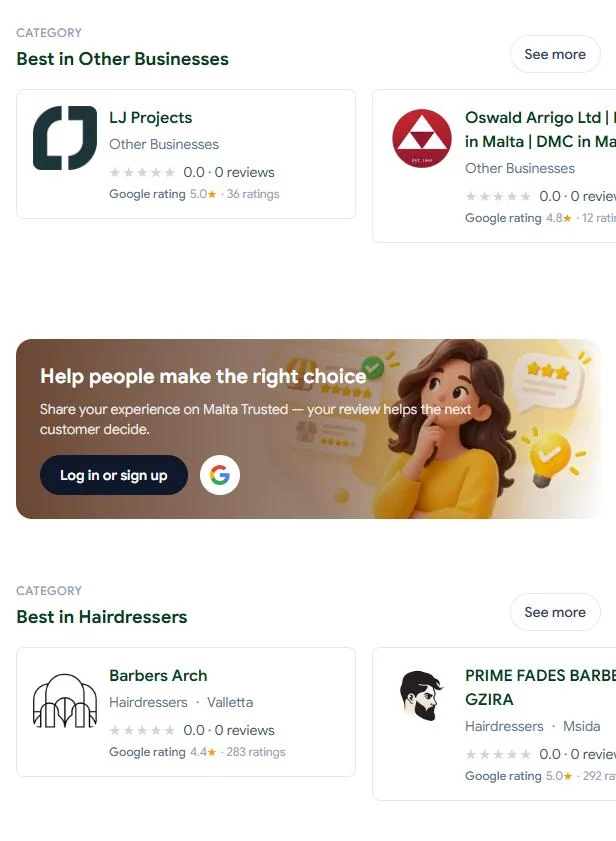 CATEGORY
Best in Other Businesses
See more
LJ Projects
Other Businesses
0.0 · 0 reviews
Google rating 5.0★ · 36 ratings
Oswald Arrigo Ltd |
in Malta | DMC in Ma
Other Businesses
0.0 · 0 review
Google rating 4.8★ · 12 ratin
EST 1949
Help people make the right choice
Share your experience on Malta Trusted — your review helps the next
customer decide.
Log in or sign up
CATEGORY
Best in Hairdressers
See more
Barbers Arch
Hairdressers · Valletta
0.0 · 0 reviews
Google rating 4.4★ · 283 ratings
PRIME FADES BARBE
GZIRA
Hairdressers · Msida
0.0 · 0 review
Google rating 5.0★ · 292 ra